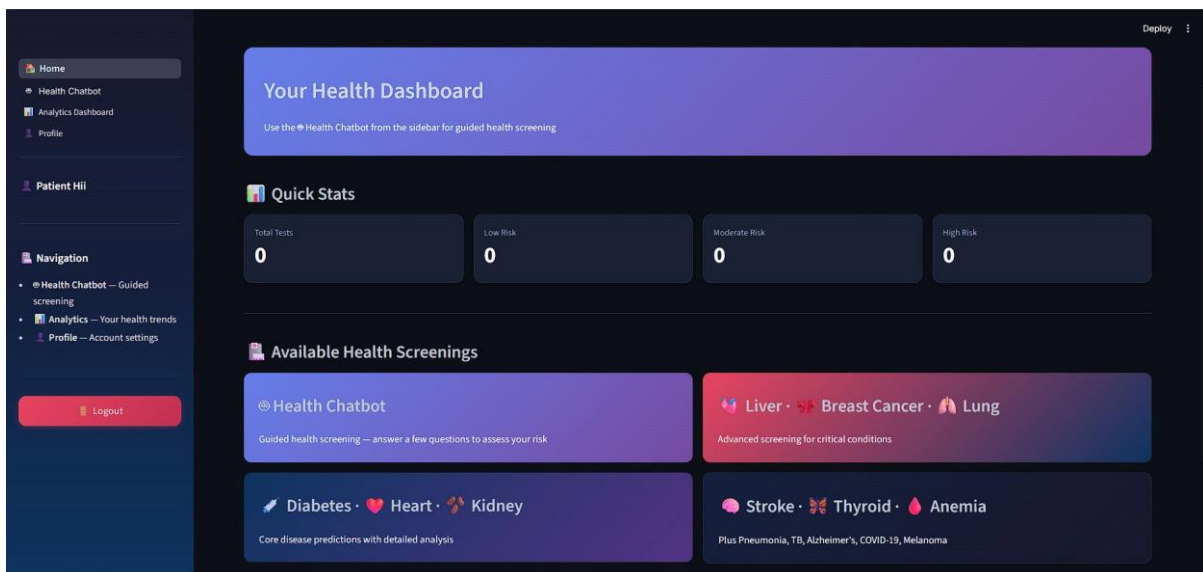 Deploy
Home
Health Chatbot
Analytics Dashboard
Profile
Patient Hii
Navigation
Health Chatbot — Guided
screening
Analytics — Your health trends
Profile — Account settings
Logout
Your Health Dashboard
Use the Health Chatbot from the sidebar for guided health screening
Quick Stats
Total Tests
0
Low Risk
0
Moderate Risk
0
High Risk
0
Available Health Screenings
Health Chatbot
Guided health screening — answer a few questions to assess your risk
Liver · Breast Cancer · Lung
Advanced screening for critical conditions
Diabetes · Heart · Kidney
Core disease predictions with detailed analysis
Stroke · Thyroid · Anemia
Plus Pneumonia, TB, Alzheimer's, COVID-19, Melanoma